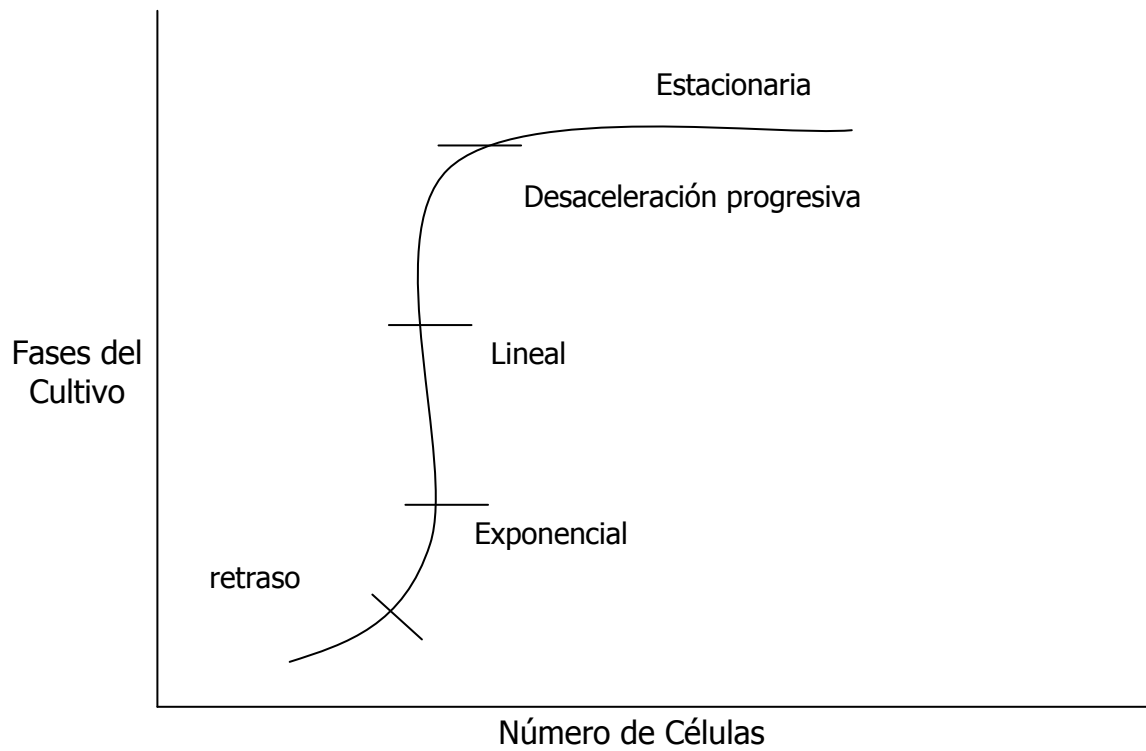 Estacionaria
Desaceleración progresiva
Fases del
Cultivo
Lineal
Exponencial
retraso
Número de Células